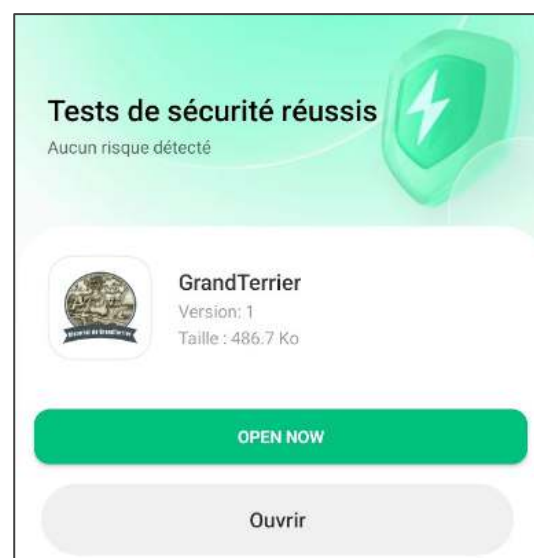 Tests de sécurité réussis
Aucun risque détecté
GrandTerrier
Version: 1
Taille : 486.7 Ko
OPEN NOW
Ouvrir